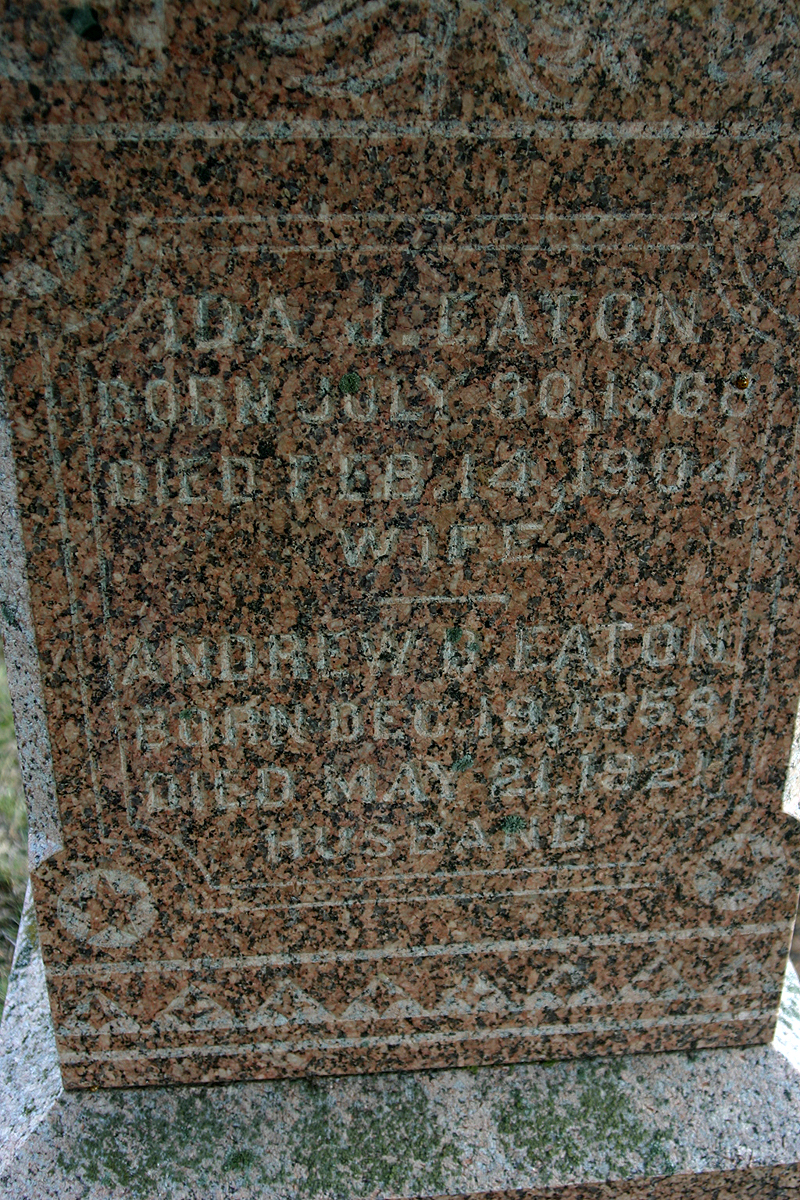 IDA J. EATON
BORN JULY 30, 1868
DIED FEB. 14, 1904
WIFE
ANDREW D. EATON
BORN DEC. 19, 1858
DIED MAY 21, 1921
HUSBAND